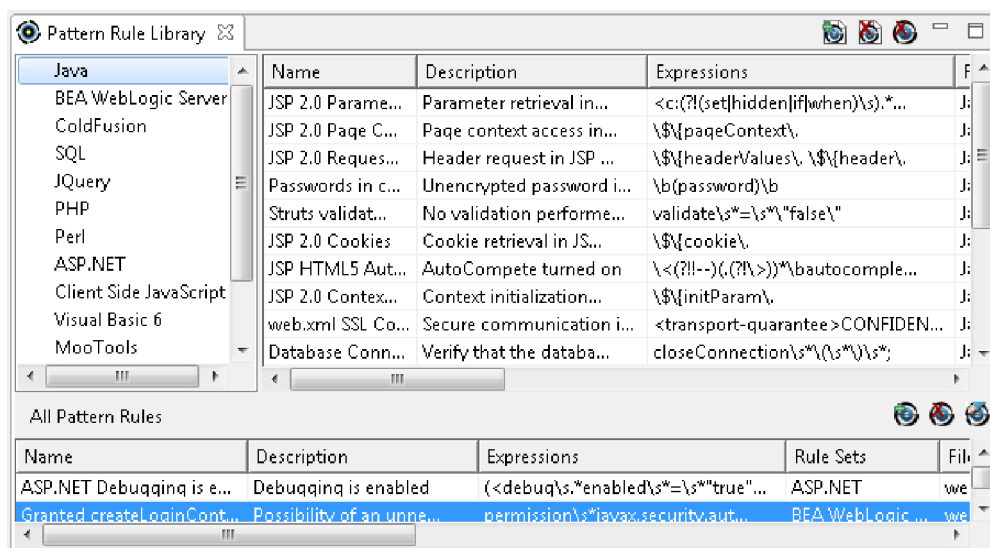 Pattern Rule Library
Java
BEA WebLogic Server
ColdFusion
SQL
JQuery
PHP
Perl
ASP.NET
Client Side JavaScript
Visual Basic 6
MooTools
Name Description Expressions F
JSP 2.0 Parame... Parameter retrieval in... <c:(?!(set|hidden|if|when)\s).*...
JSP 2.0 Page C... Page context access in... \$\{pageContext\.
JSP 2.0 Reques... Header request in JSP ... \$\{headerValues\. \$\{header\.
Passwords in c... Unencrypted password i... \b(password)\b
Struts validat... No validation performe... validate\s*=\s*\"false\"
JSP 2.0 Cookies Cookie retrieval in JS... \$\{cookie\.
JSP HTML5 Aut... AutoCompete turned on \<(?!!--)(.(?!\>))*\bautocomple...
JSP 2.0 Contex... Context initialization... \$\{initParam\.
web.xml SSL Co... Secure communication i... <transport-guarantee>CONFIDEN...
Database Conn... Verify that the databa... closeConnection\s*\(\s*\)\s*;
All Pattern Rules
Name Description Expressions Rule Sets Fil
ASP.NET Debugging is e... Debugging is enabled (<debug\s.*enabled\s*=\s*"true"... ASP.NET we
Granted createLoginCont... Possibility of an unne... permission\s*javax.security.aut... BEA WebLogic ... we